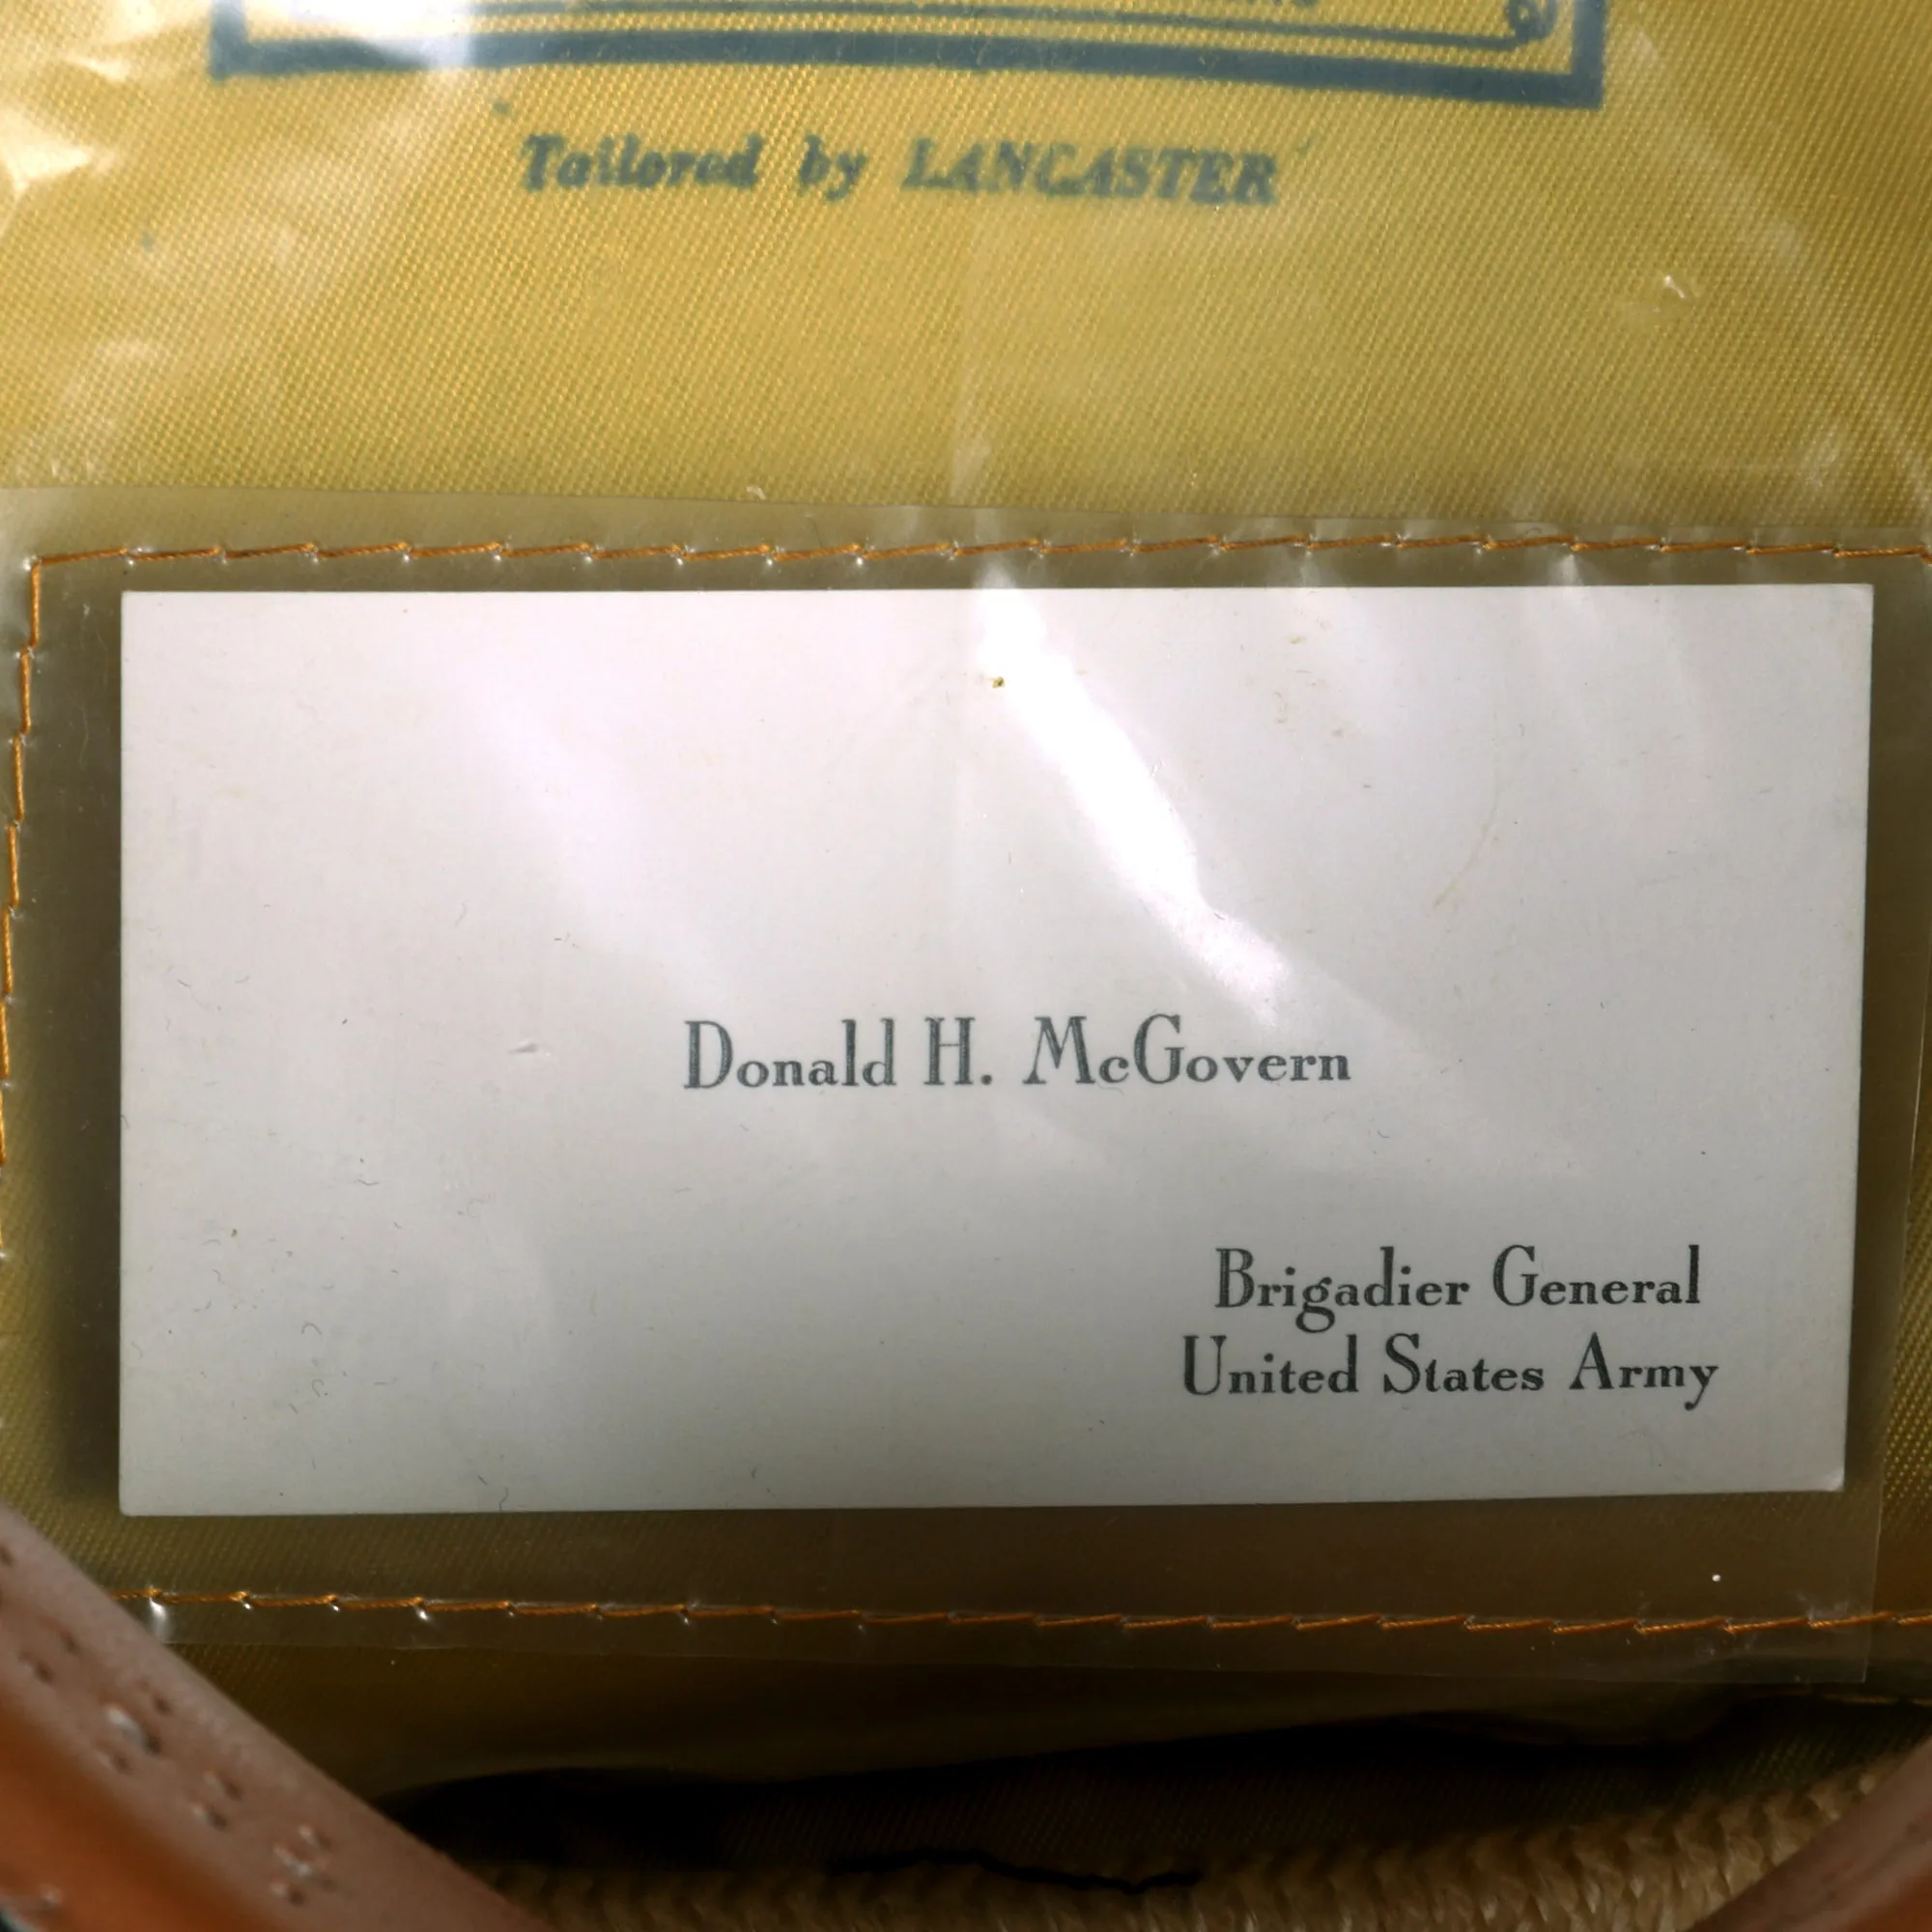 Tailored by LANCASTER
Donald H. McGovern
Brigadier General
United States Army